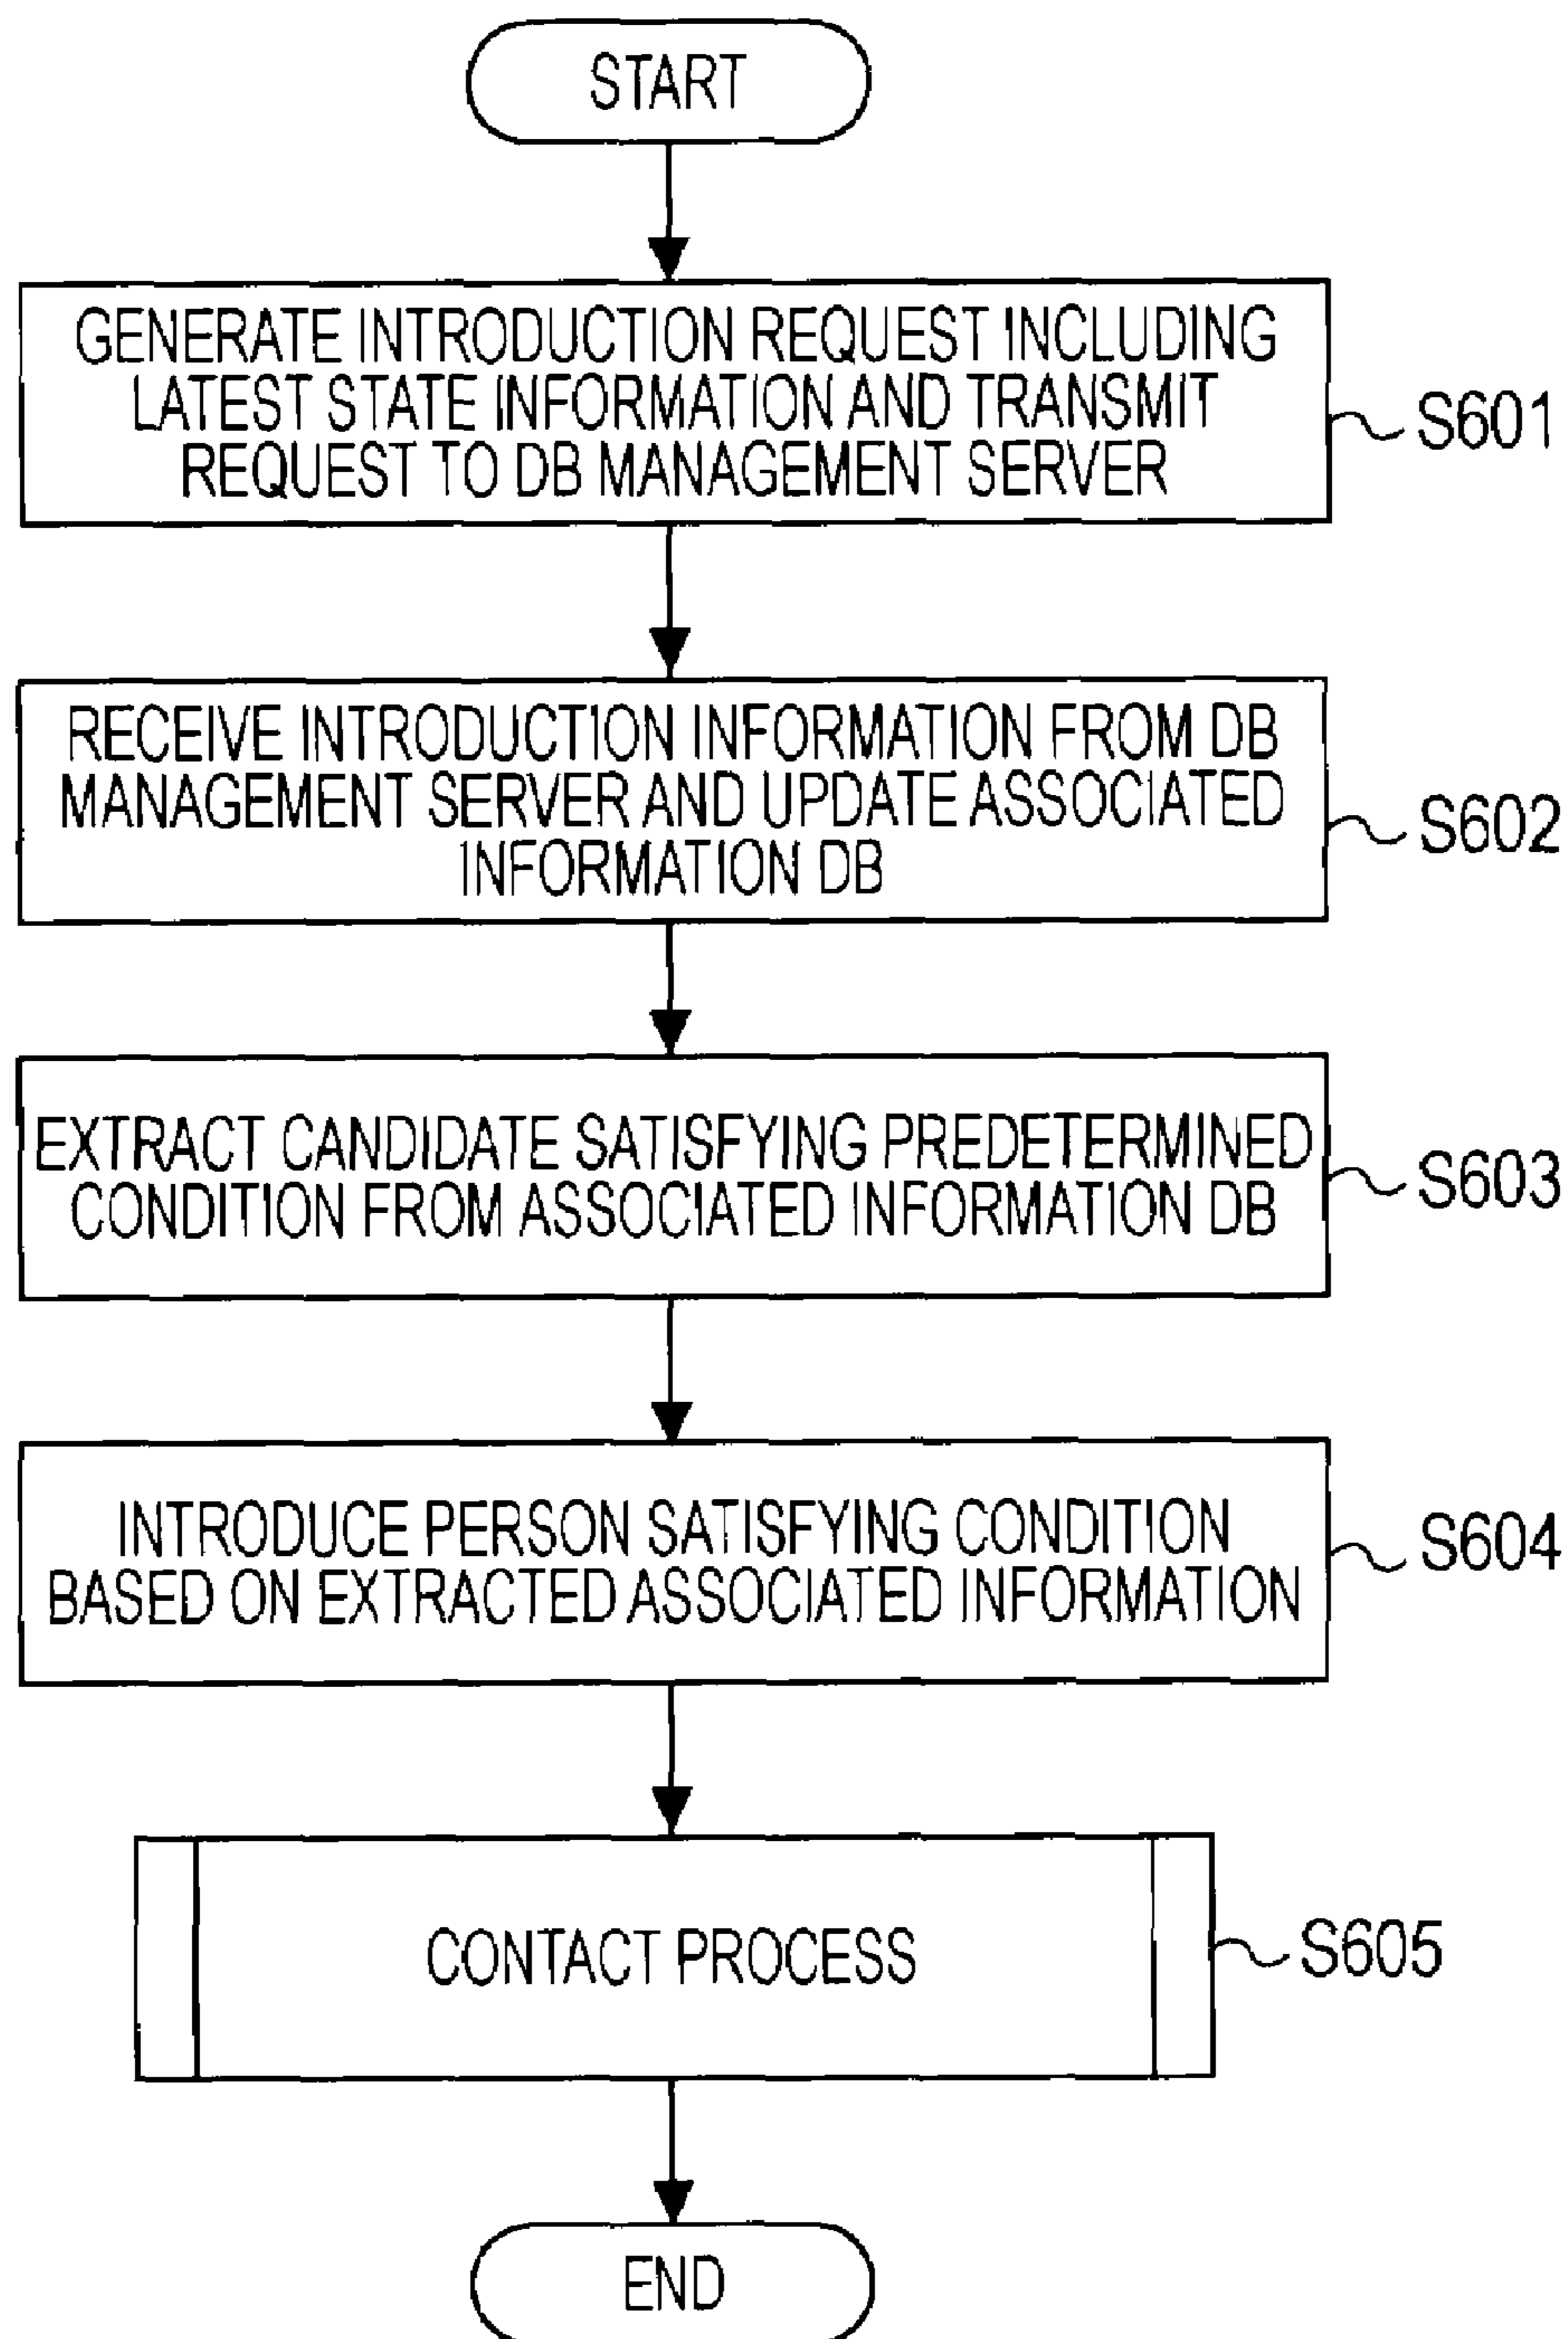 START
GENERATE INTRODUCTION REQUEST INCLUDING
LATEST STATE INFORMATION AND TRANSMIT
REQUEST TO DB MANAGEMENT SERVER
S601
RECEIVE INTRODUCTION INFORMATION FROM DB
MANAGEMENT SERVER AND UPDATE ASSOCIATED
INFORMATION DB
S602
EXTRACT CANDIDATE SATISFYING PREDETERMINED
CONDITION FROM ASSOCIATED INFORMATION DB
S603
INTRODUCE PERSON SATISFYING CONDITION
BASED ON EXTRACTED ASSOCIATED INFORMATION
S604
CONTACT PROCESS
S605
END